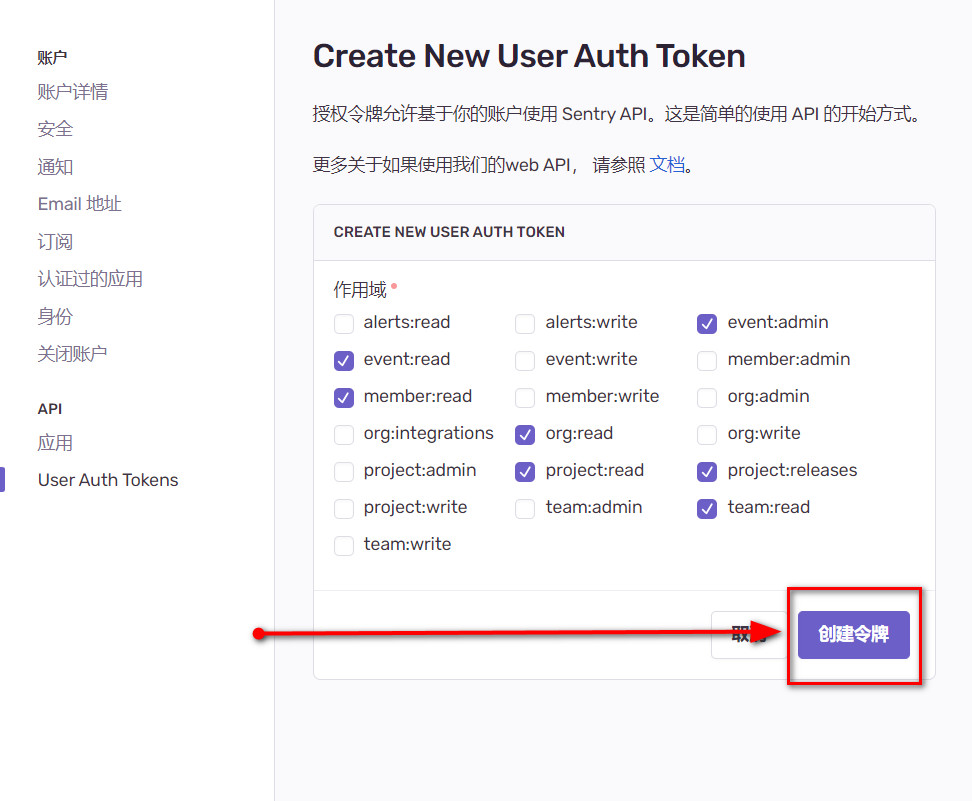 账户
账户详情
安全
通知
Email 地址
订阅
认证过的应用
身份
关闭账户
API
应用
User Auth Tokens
Create New User Auth Token
授权令牌允许基于你的账户使用 Sentry API。这是简单的使用 API 的开始方式。
更多关于如果使用我们的web API， 请参照 文档。
CREATE NEW USER AUTH TOKEN
作用域 *
alerts:read alerts:write event:admin
event:read event:write member:admin
member:read member:write org:admin
org:integrations org:read org:write
project:admin project:read project:releases
project:write team:admin team:read
team:write
创建令牌